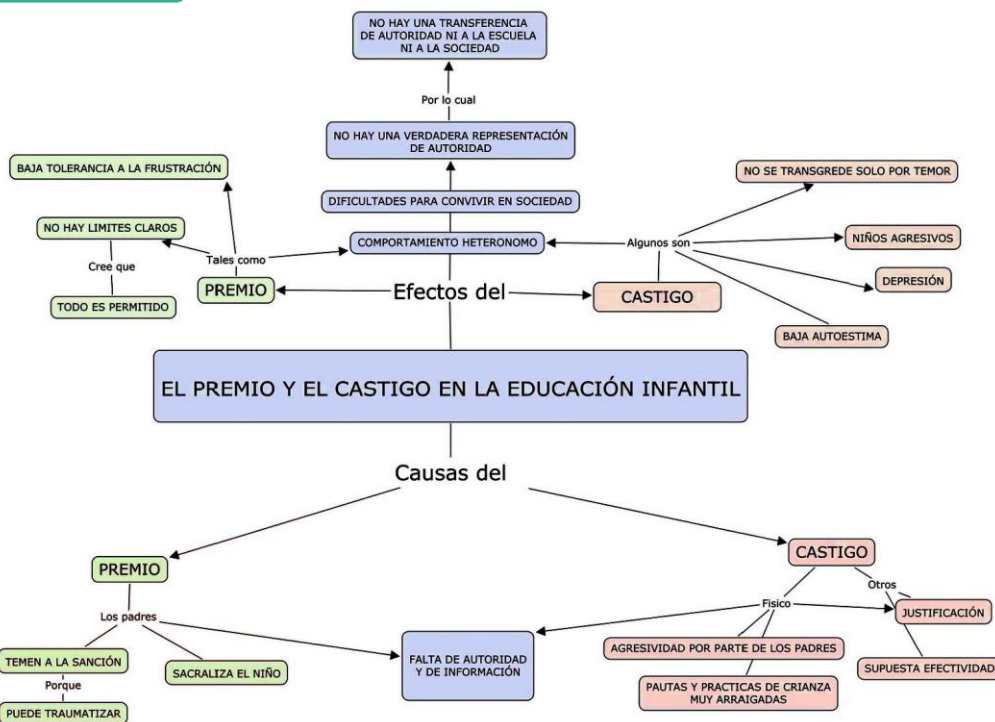 NO HAY UNA TRANSFERENCIA
DE AUTORIDAD NI A LA ESCUELA
NI A LA SOCIEDAD
Por lo cual
NO HAY UNA VERDADERA REPRESENTACIÓN
DE AUTORIDAD
BAJA TOLERANCIA A LA FRUSTRACIÓN
NO SE TRANSGREDE SOLO POR TEMOR
DIFICULTADES PARA CONVIVIR EN SOCIEDAD
NO HAY LIMITES CLAROS
COMPORTAMIENTO HETERONOMO
Algunos son
NIÑOS AGRESIVOS
Tales como
Cree que
DEPRESIÓN
PREMIO
Efectos del
CASTIGO
TODO ES PERMITIDO
BAJA AUTOESTIMA
EL PREMIO Y EL CASTIGO EN LA EDUCACIÓN INFANTIL
Causas del
CASTIGO
PREMIO
Otros
Fisico
JUSTIFICACIÓN
Los padres
AGRESIVIDAD POR PARTE DE LOS PADRES
TEMEN A LA SANCIÓN
SACRALIZA EL NIÑO
FALTA DE AUTORIDAD
Y DE INFORMACIÓN
SUPUESTA EFECTIVIDAD
Porque
PAUTAS Y PRACTICAS DE CRIANZA
MUY ARRAIGADAS
PUEDE TRAUMATIZAR